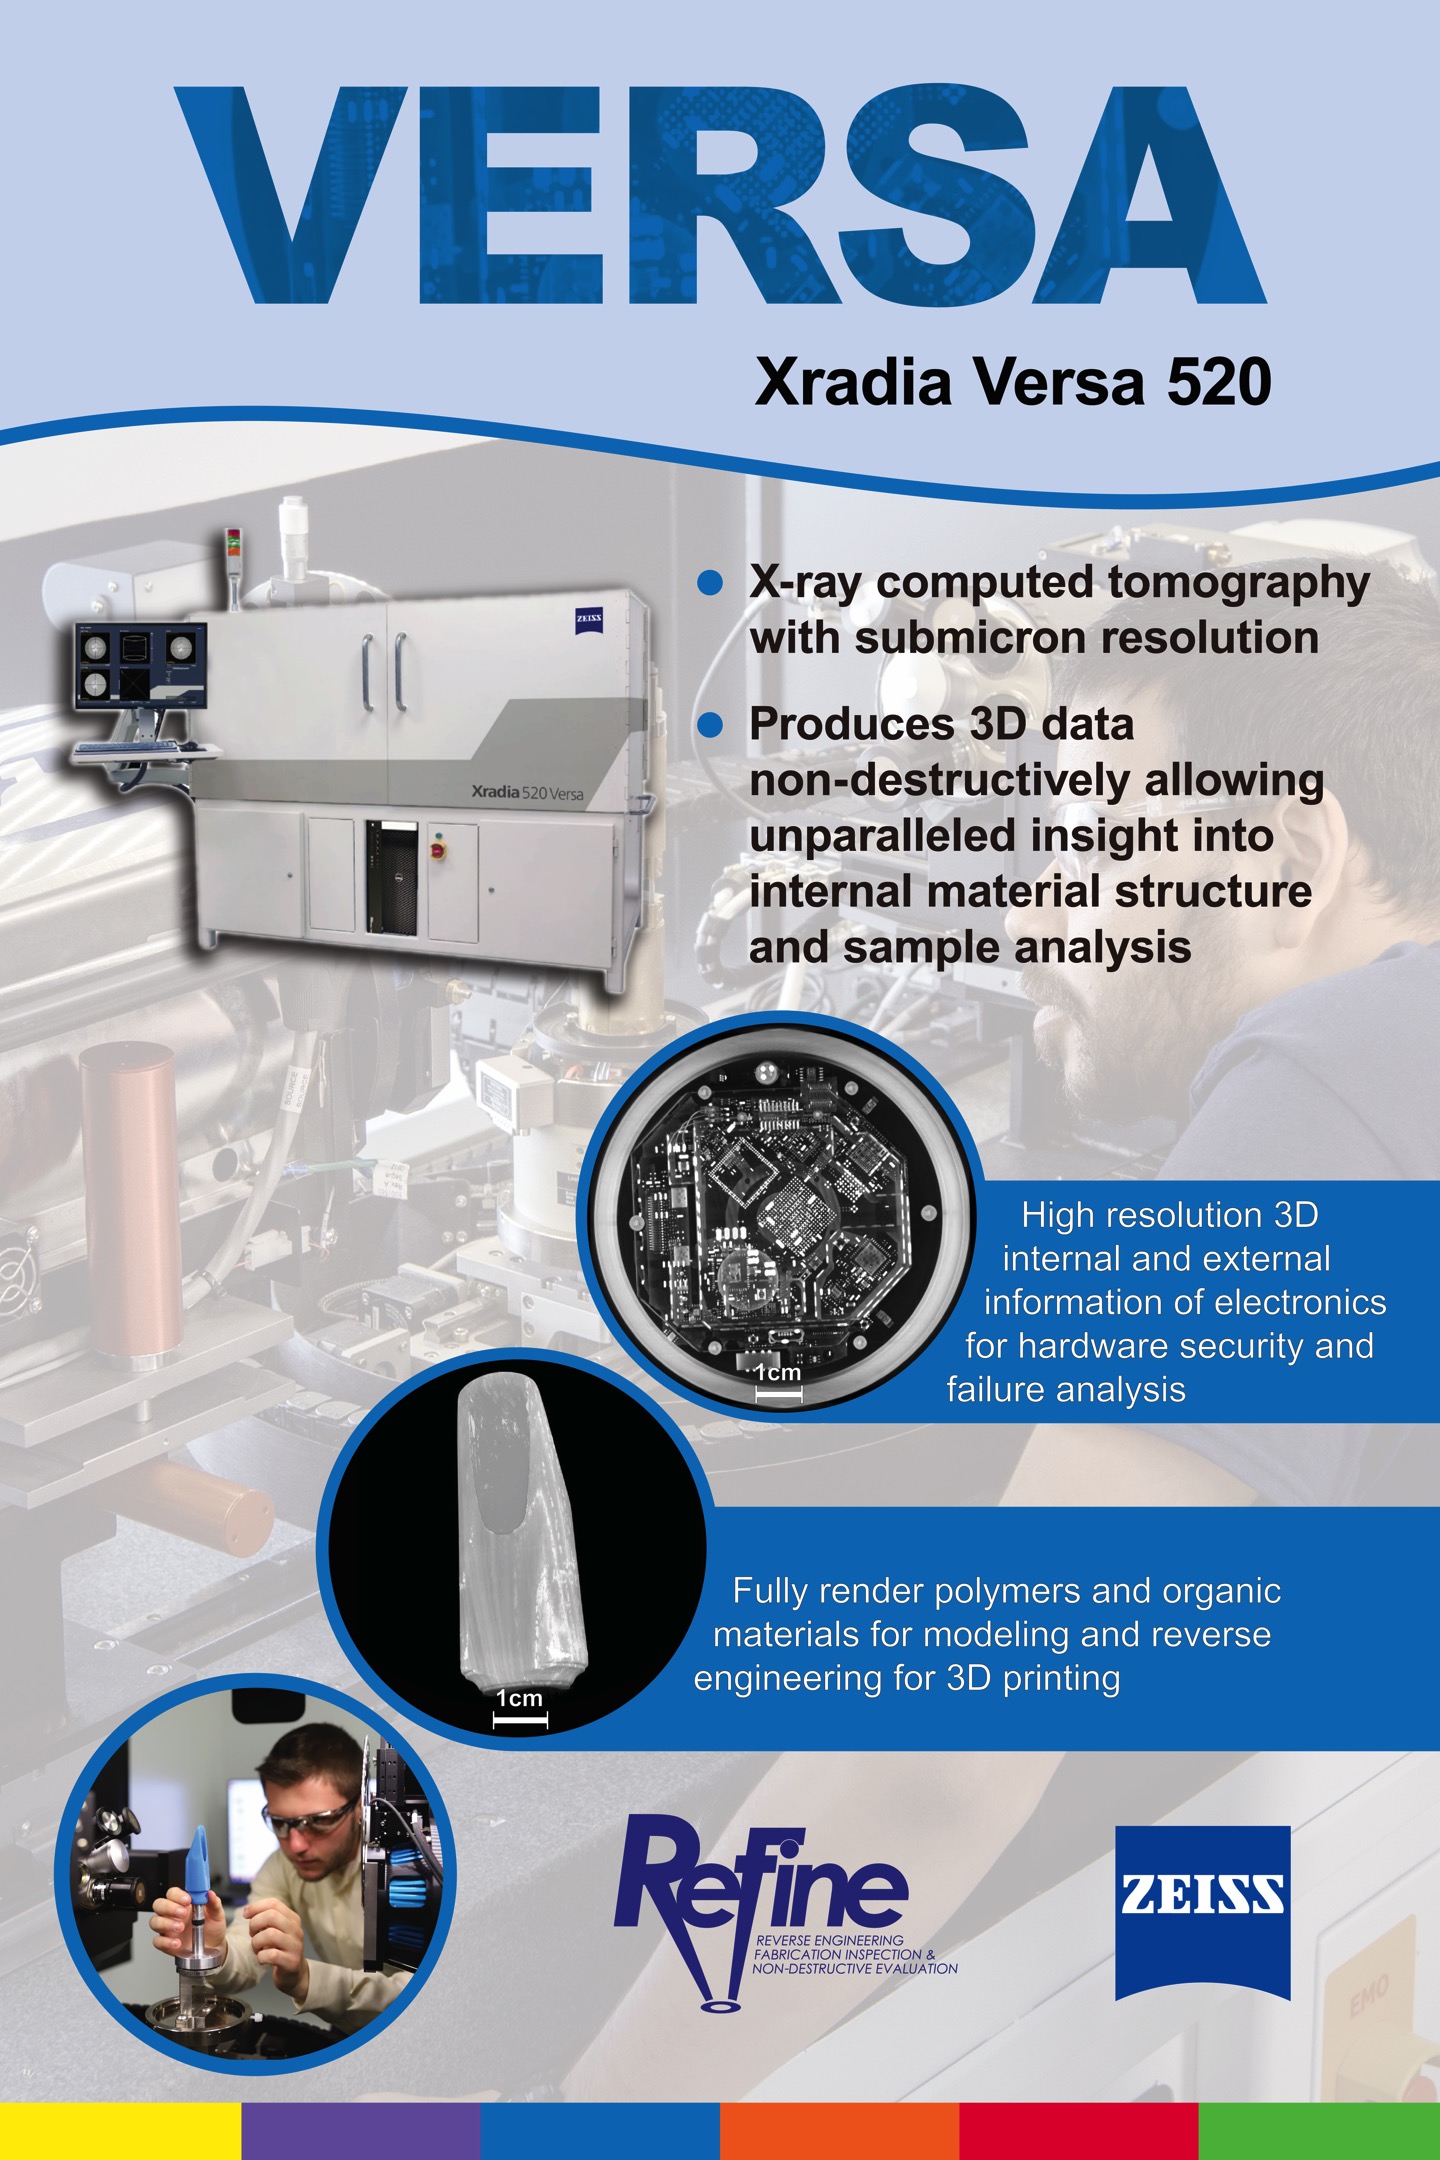 VERSA
Xradia Versa 520
ZEISS
Xradia 520 Versa
X-ray computed tomography
with submicron resolution
Produces 3D data
non-destructively allowing
unparalleled insight into
internal material structure
and sample analysis
SOURCE
SOURCE
High resolution 3D
internal and external
information of electronics
for hardware security and
failure analysis
1cm
Fully render polymers and organic
materials for modeling and reverse
engineering for 3D printing
1cm
Refine
REVERSE ENGINEERING
FABRICATION INSPECTION &
NON-DESTRUCTIVE EVALUATION
ZEISS
EMO